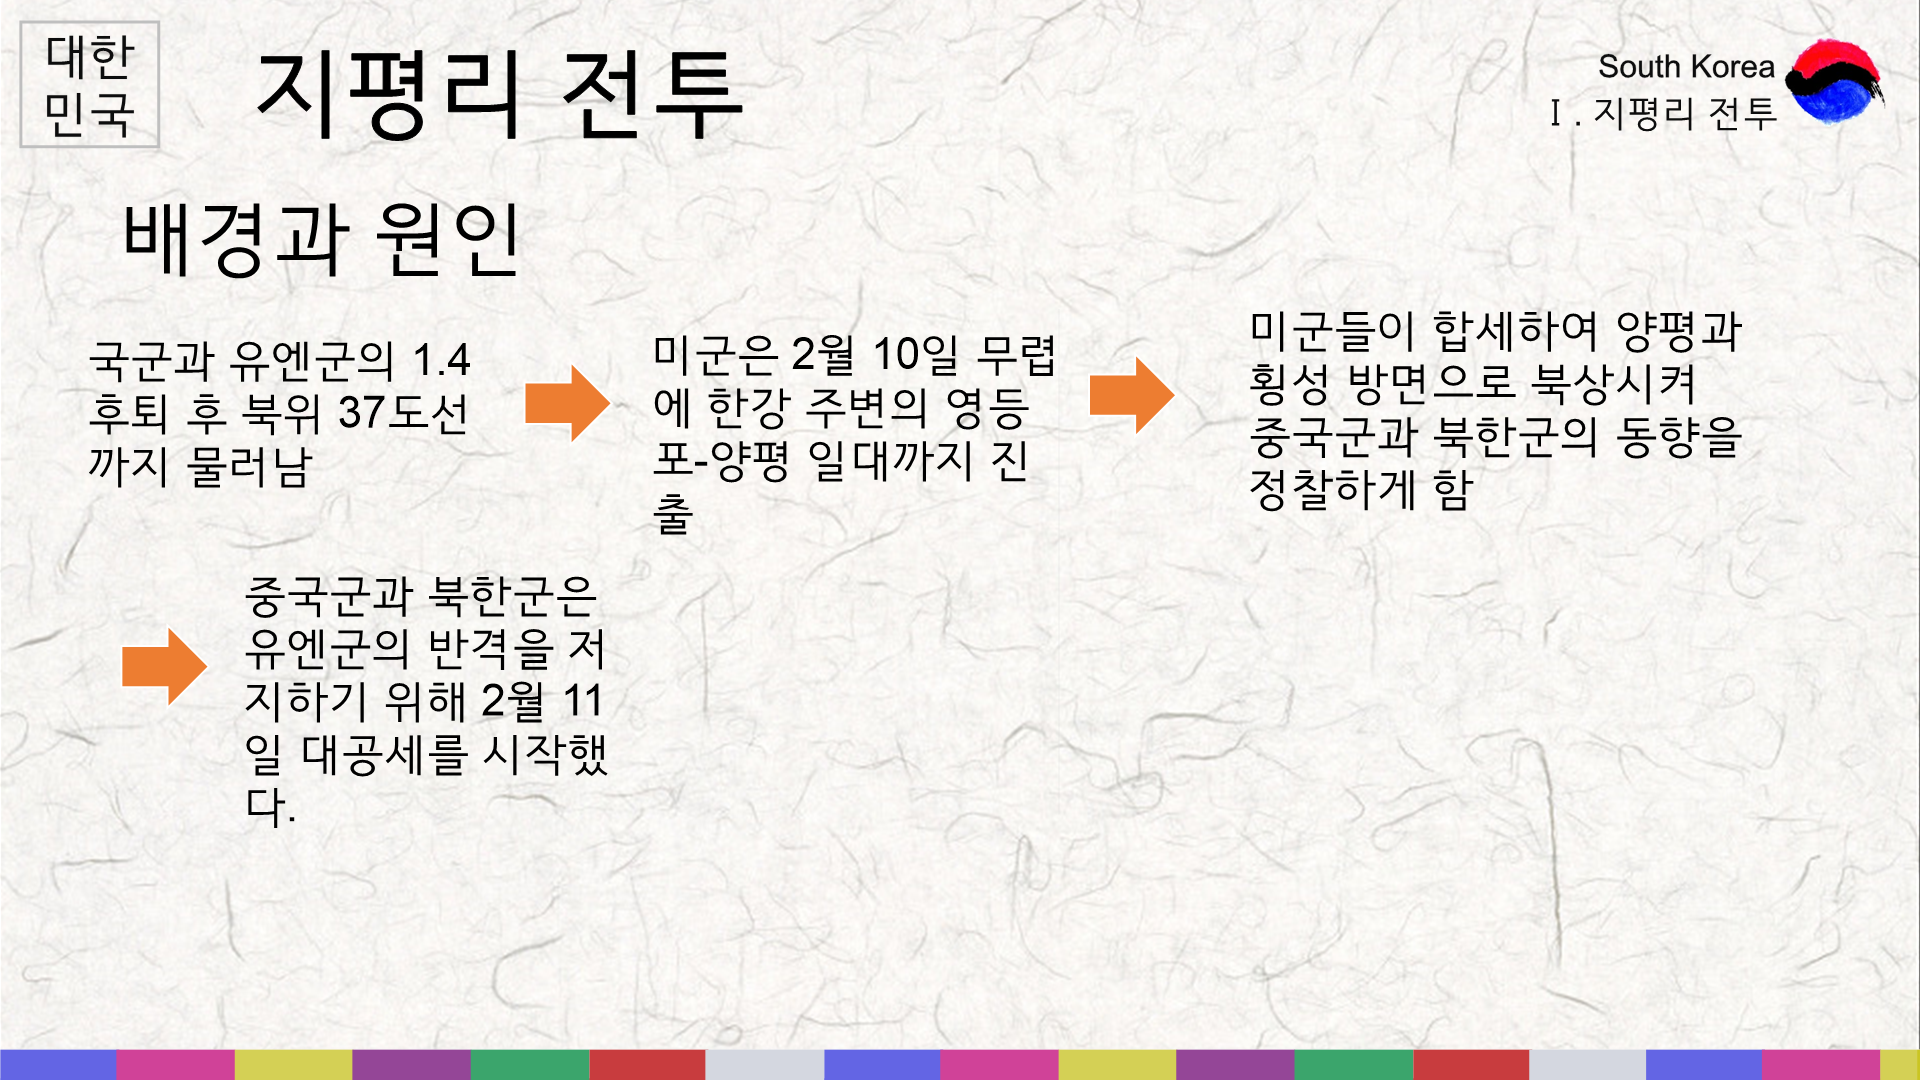 대한
민국
지평리 전투
South Korea
Ⅰ. 지평리 전투
배경과 원인
국군과 유엔군의 1.4
후퇴 후 북위 37도선
까지 물러남
미군은 2월 10일 무렵
에 한강 주변의 영등
포-양평 일대까지 진
출
미군들이 합세하여 양평과
횡성 방면으로 북상시켜
중국군과 북한군의 동향을
정찰하게 함
중국군과 북한군은
유엔군의 반격을 저
지하기 위해 2월 11
일 대공세를 시작했
다.